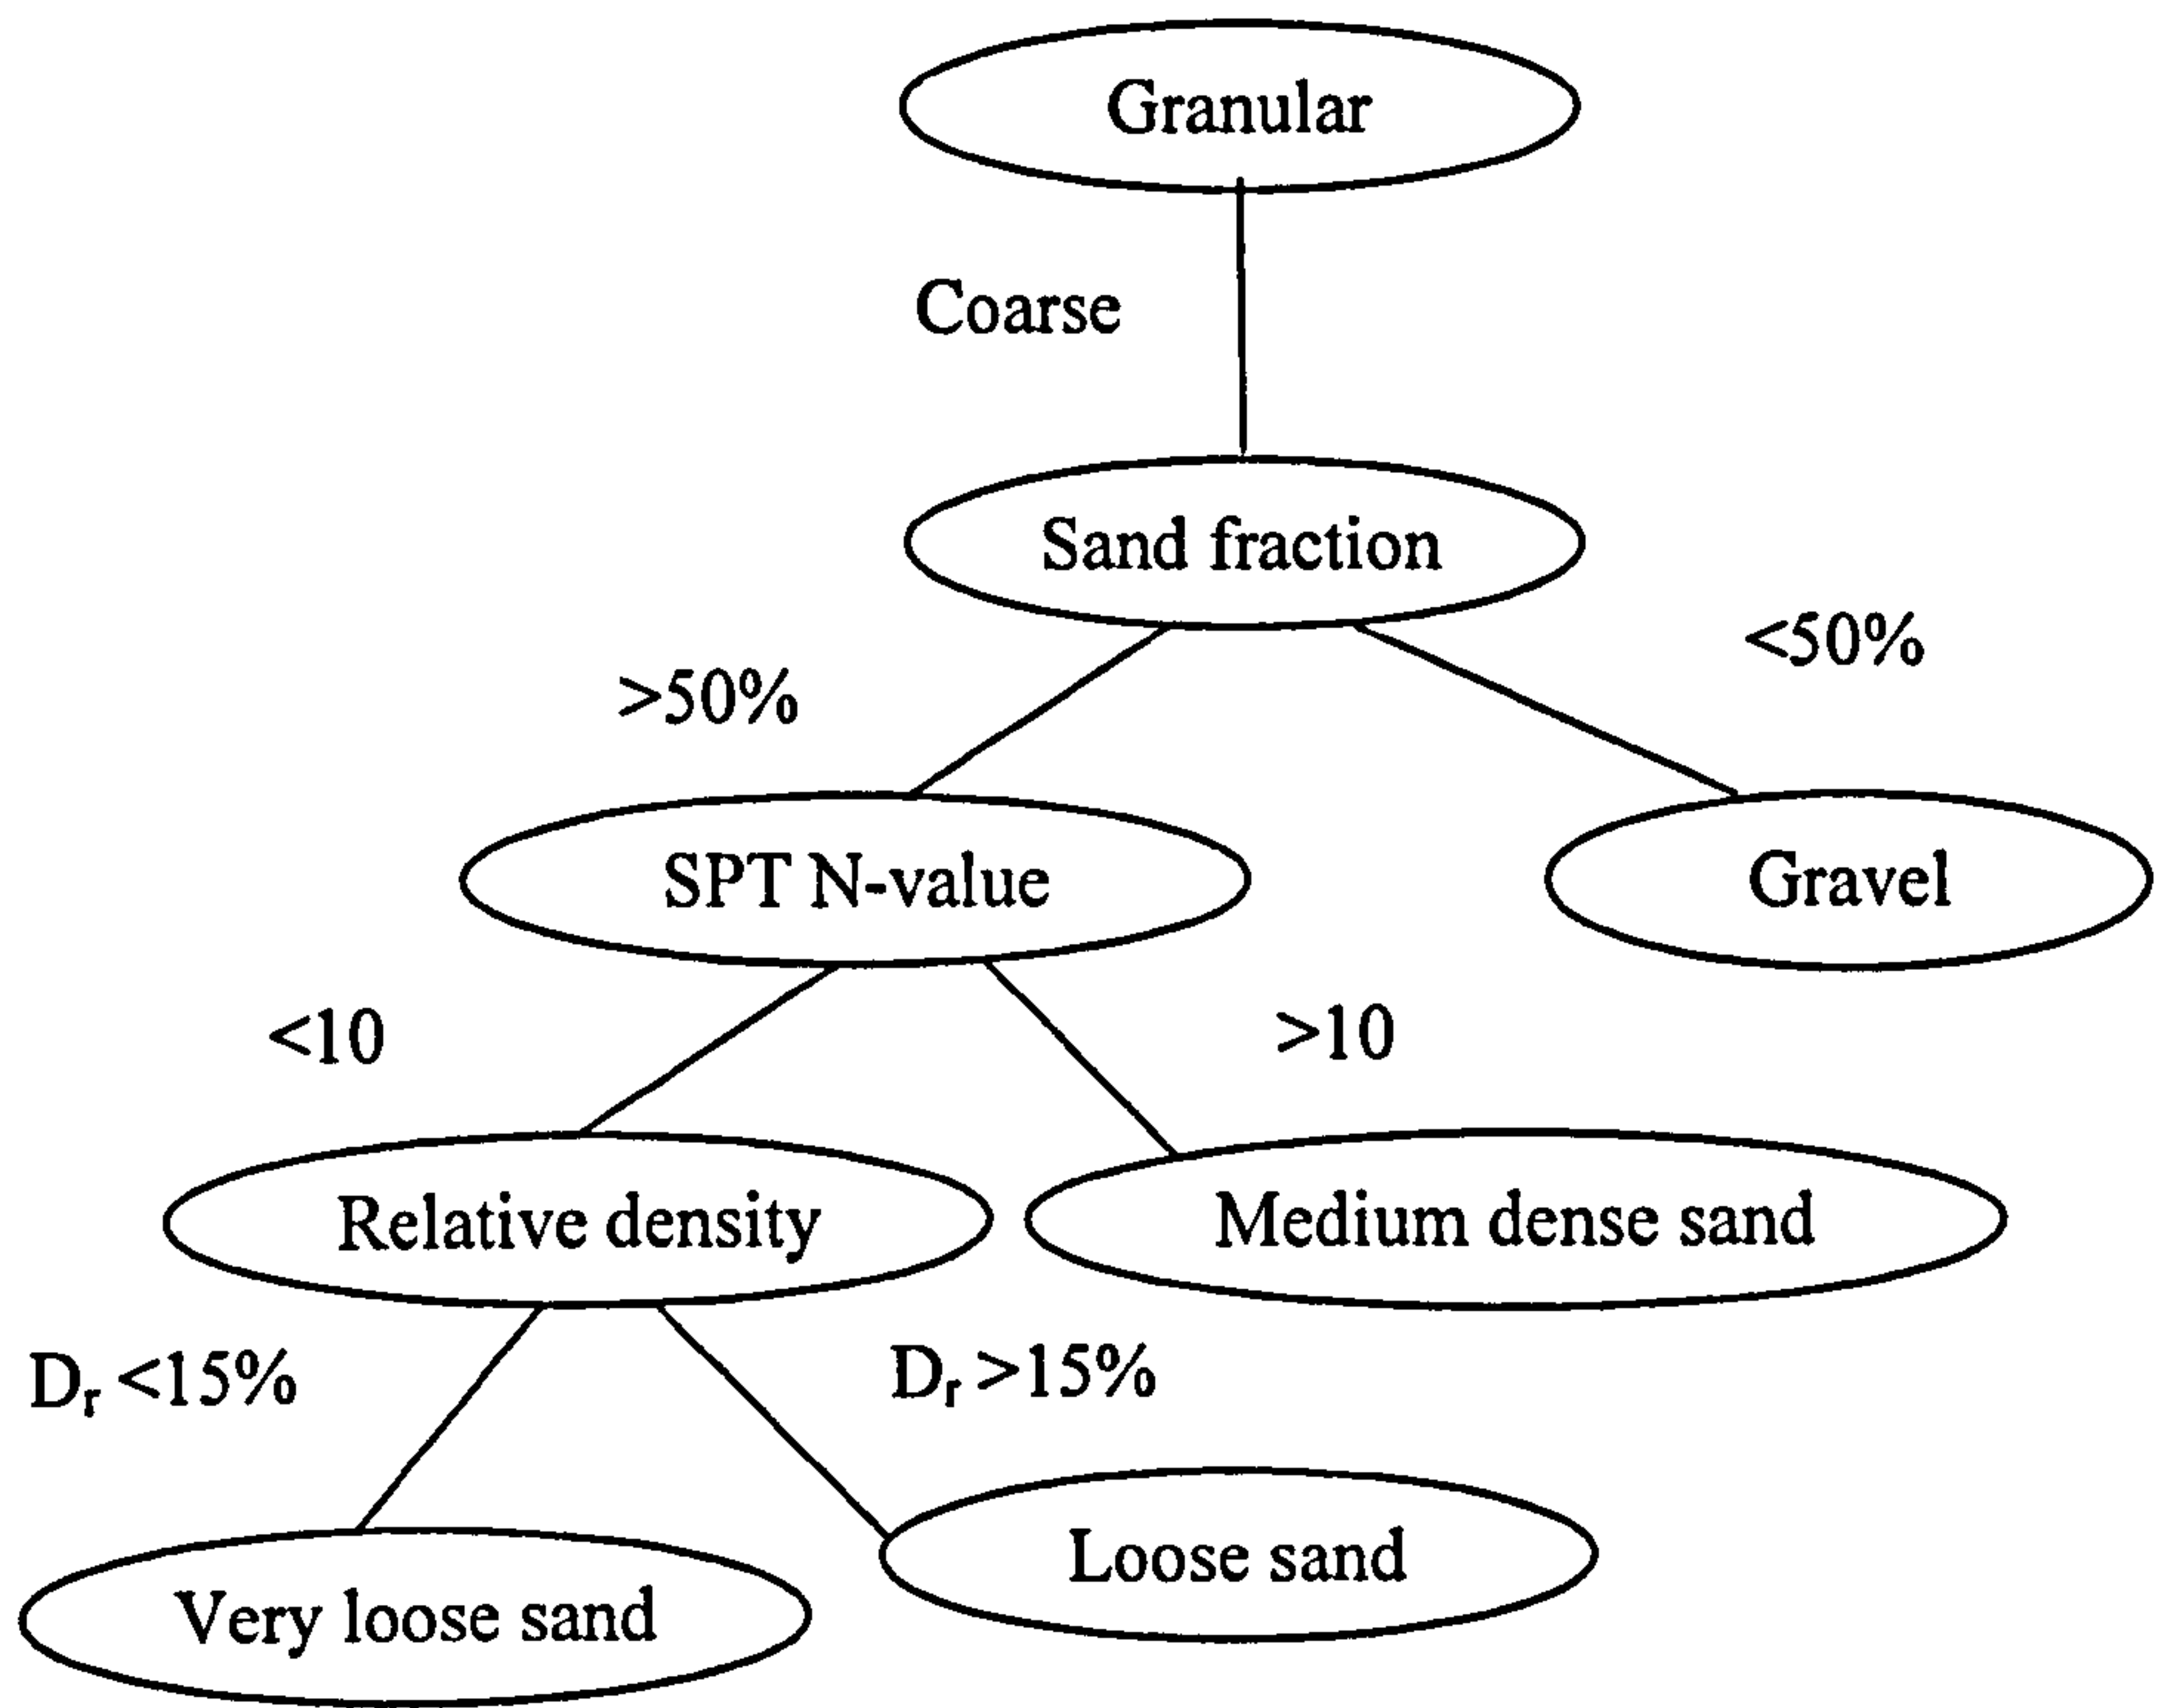 Granular
Coarse
Sand fraction
>50%
<50%
SPT N-value
Gravel
<10
>10
Relative density
Medium dense sand
Dr <15%
Dr >15%
Loose sand
Very loose sand